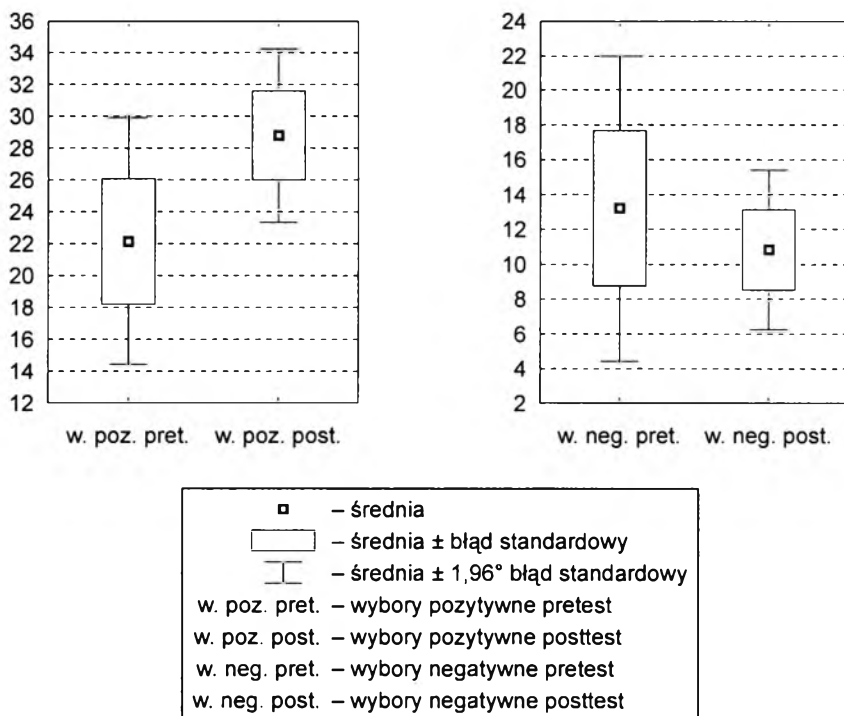 36
34
32
30
28
26
24
22
20
18
16
14
12
w. poz. pret. w. poz. post.
24
22
20
18
16
14
12
10
8
6
4
2
w. neg. pret. w. neg. post.
– średnia
– średnia ± błąd standardowy
– średnia ± 1,96° błąd standardowy
w. poz. pret. – wybory pozytywne pretest
w. poz. post. – wybory pozytywne posttest
w. neg. pret. – wybory negatywne pretest
w. neg. post. – wybory negatywne posttest